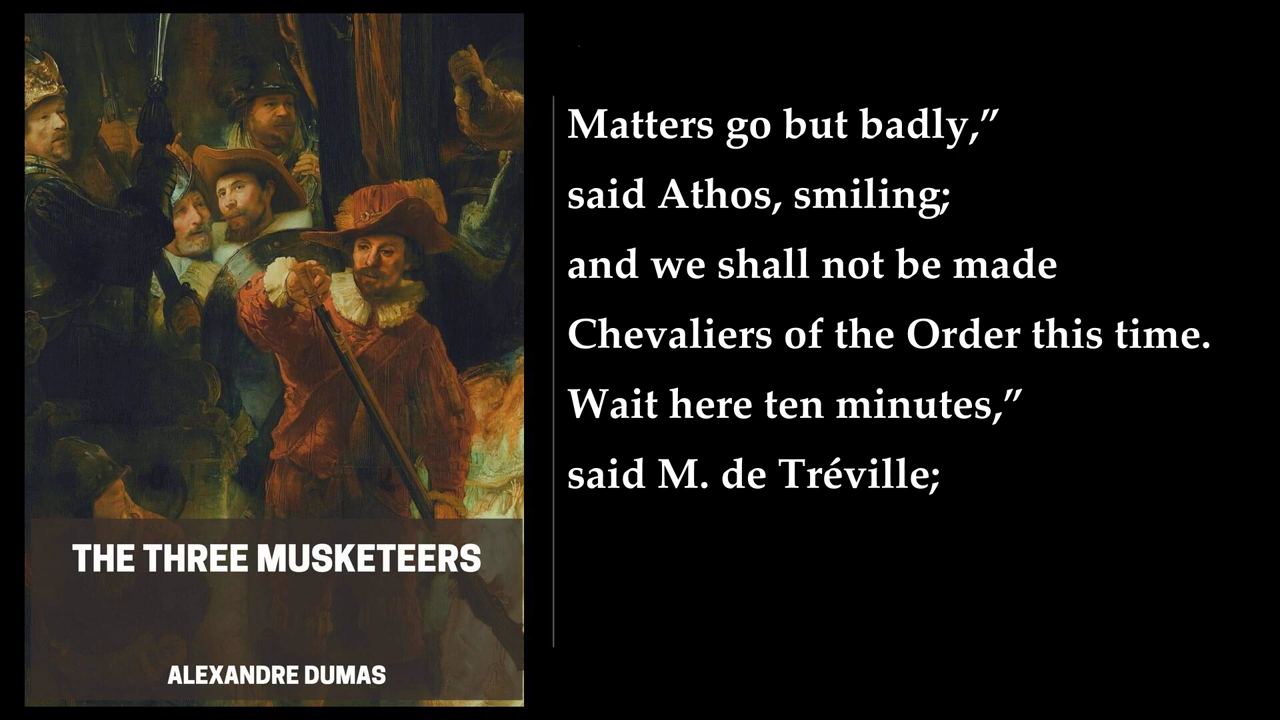 THE THREE MUSKETEERS
ALEXANDRE DUMAS
Matters go but badly,”
said Athos, smiling;
and we shall not be made
Chevaliers of the Order this time.
Wait here ten minutes,”
said M. de Tréville;